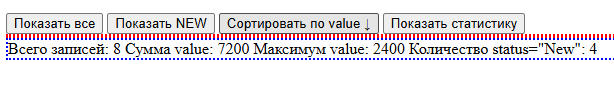 Показать все Показать NEW Сортировать по value ↓ Показать статистику
Всего записей: 8 Сумма value: 7200 Максимум value: 2400 Количество status="New": 4